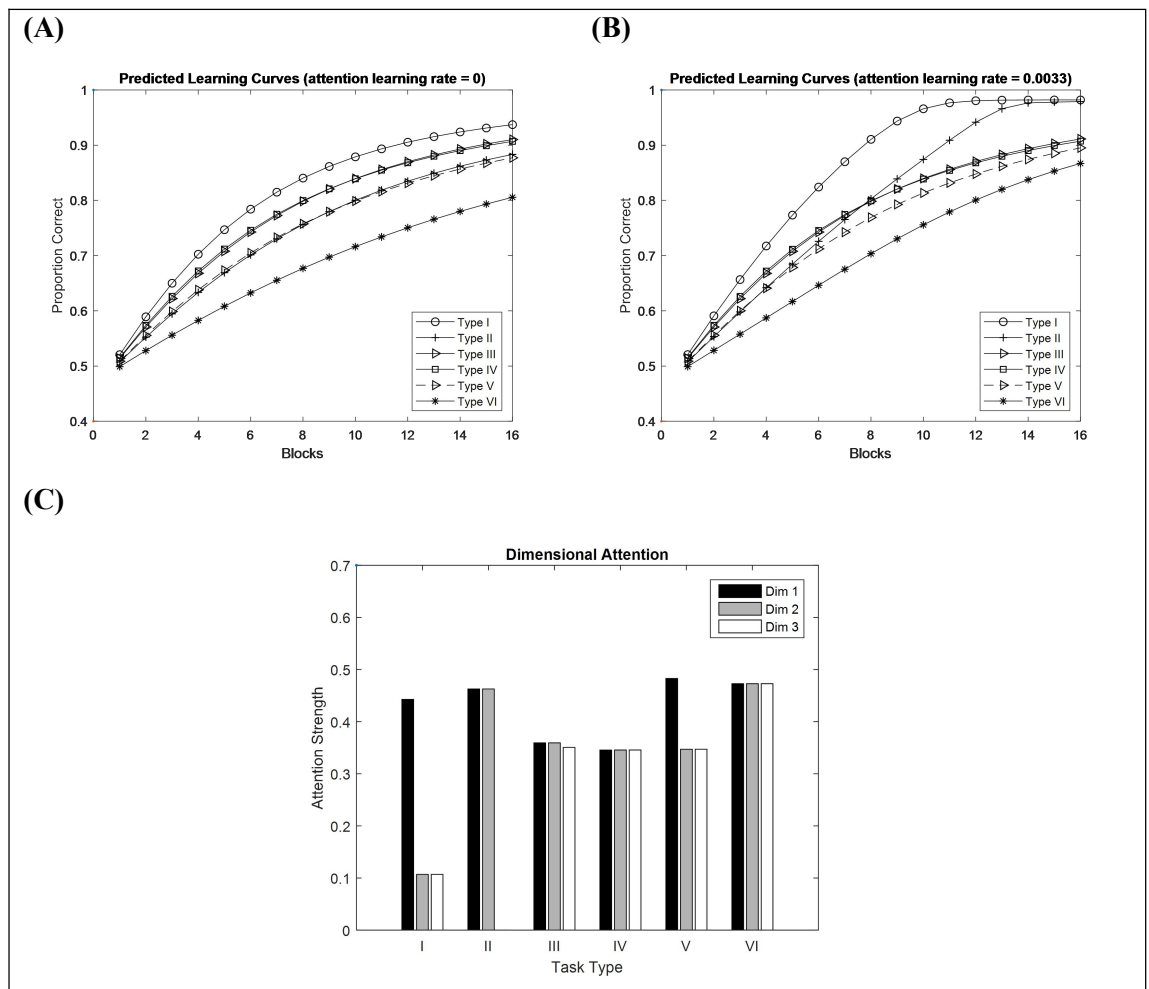 (A)
(B)
Predicted Learning Curves (attention learning rate = 0)
1
0.9
0.8
0.7
0.6
0.5
0.4
Proportion Correct
0 2 4 6 8 10 12 14 16
Blocks
Type I
Type II
Type III
Type IV
Type V
Type VI
Predicted Learning Curves (attention learning rate = 0.0033)
1
0.9
0.8
0.7
0.6
0.5
0.4
Proportion Correct
0 2 4 6 8 10 12 14 16
Blocks
Type I
Type II
Type III
Type IV
Type V
Type VI
(C)
Dimensional Attention
0.7
0.6
0.5
0.4
0.3
0.2
0.1
0
Attention Strength
Dim 1
Dim 2
Dim 3
I II III IV V VI
Task Type